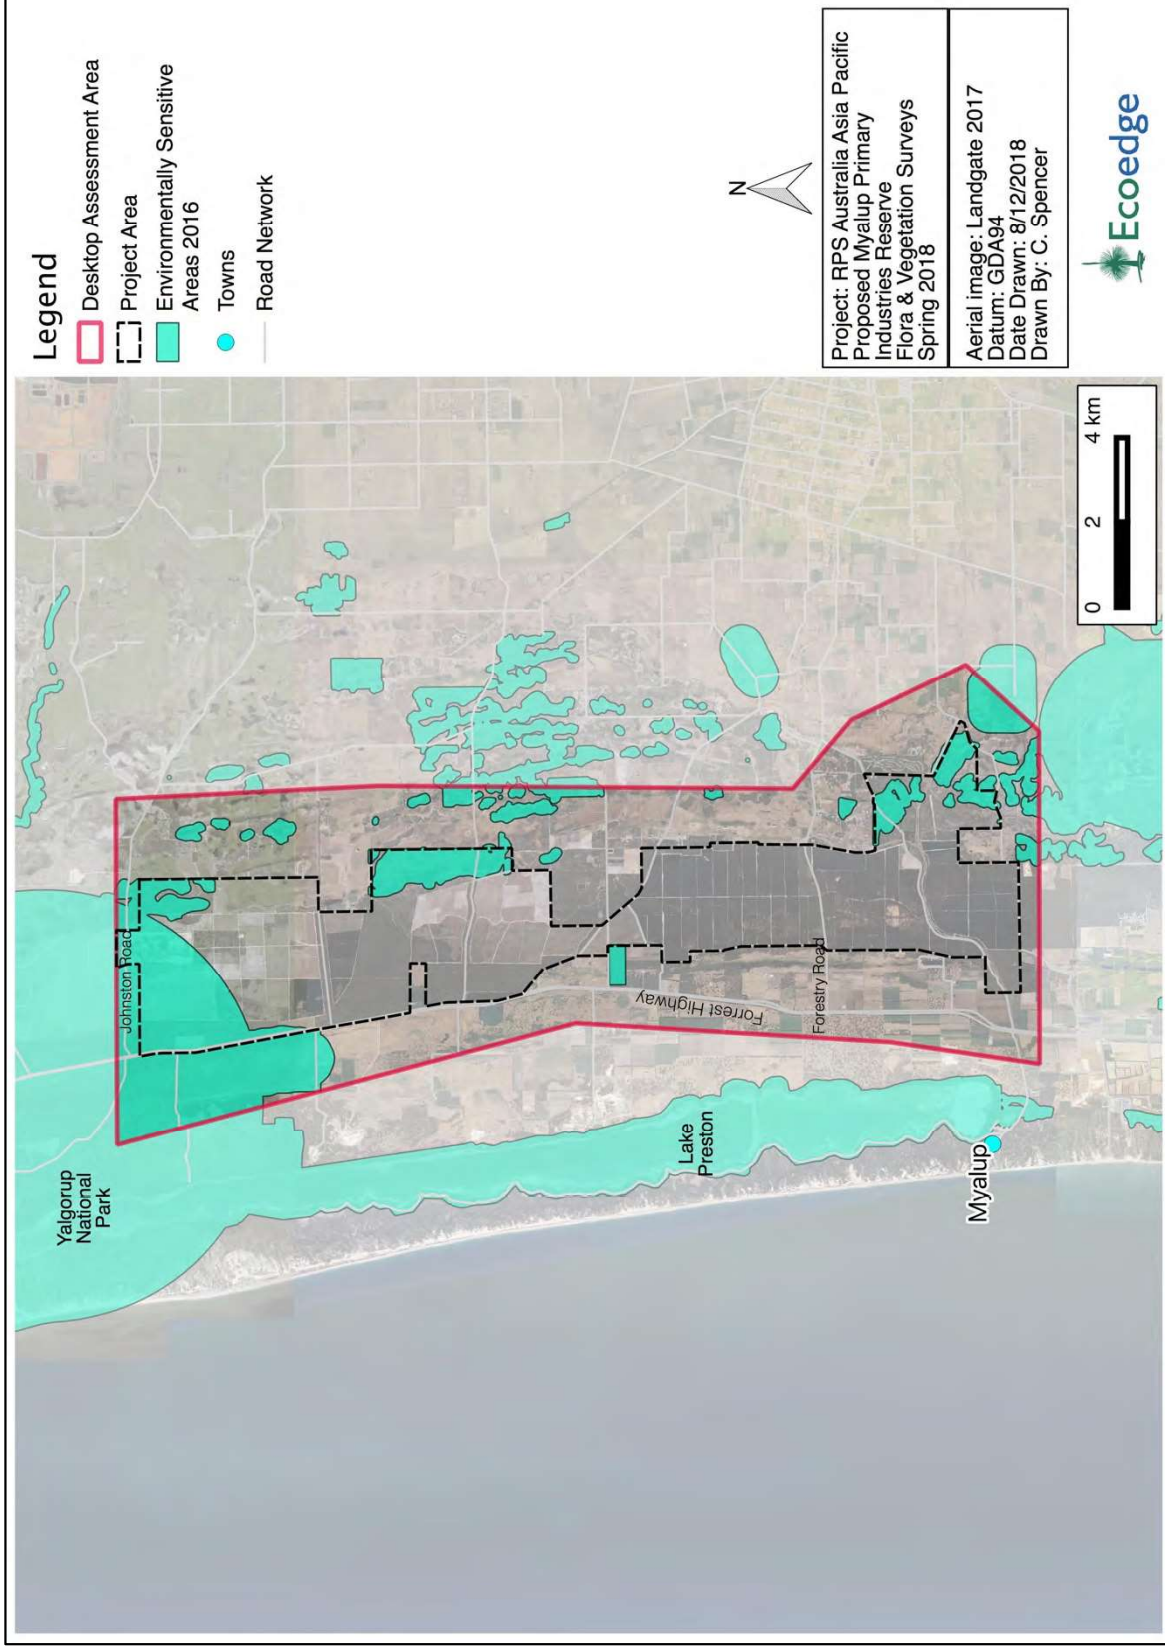 Legend
Desktop Assessment Area
Project Area
Environmentally Sensitive
Areas 2016
Towns
Road Network
N
Project: RPS Australia Asia Pacific
Proposed Myalup Primary
Industries Reserve
Flora & Vegetation Surveys
Spring 2018
Aerial image: Landgate 2017
Datum: GDA94
Date Drawn: 8/12/2018
Drawn By: C. Spencer
Ecoedge
Yalgorup
National
Park
Johnston Road
Forrest Highway
Forestry Road
Lake
Preston
Myalup
0 2 4 km